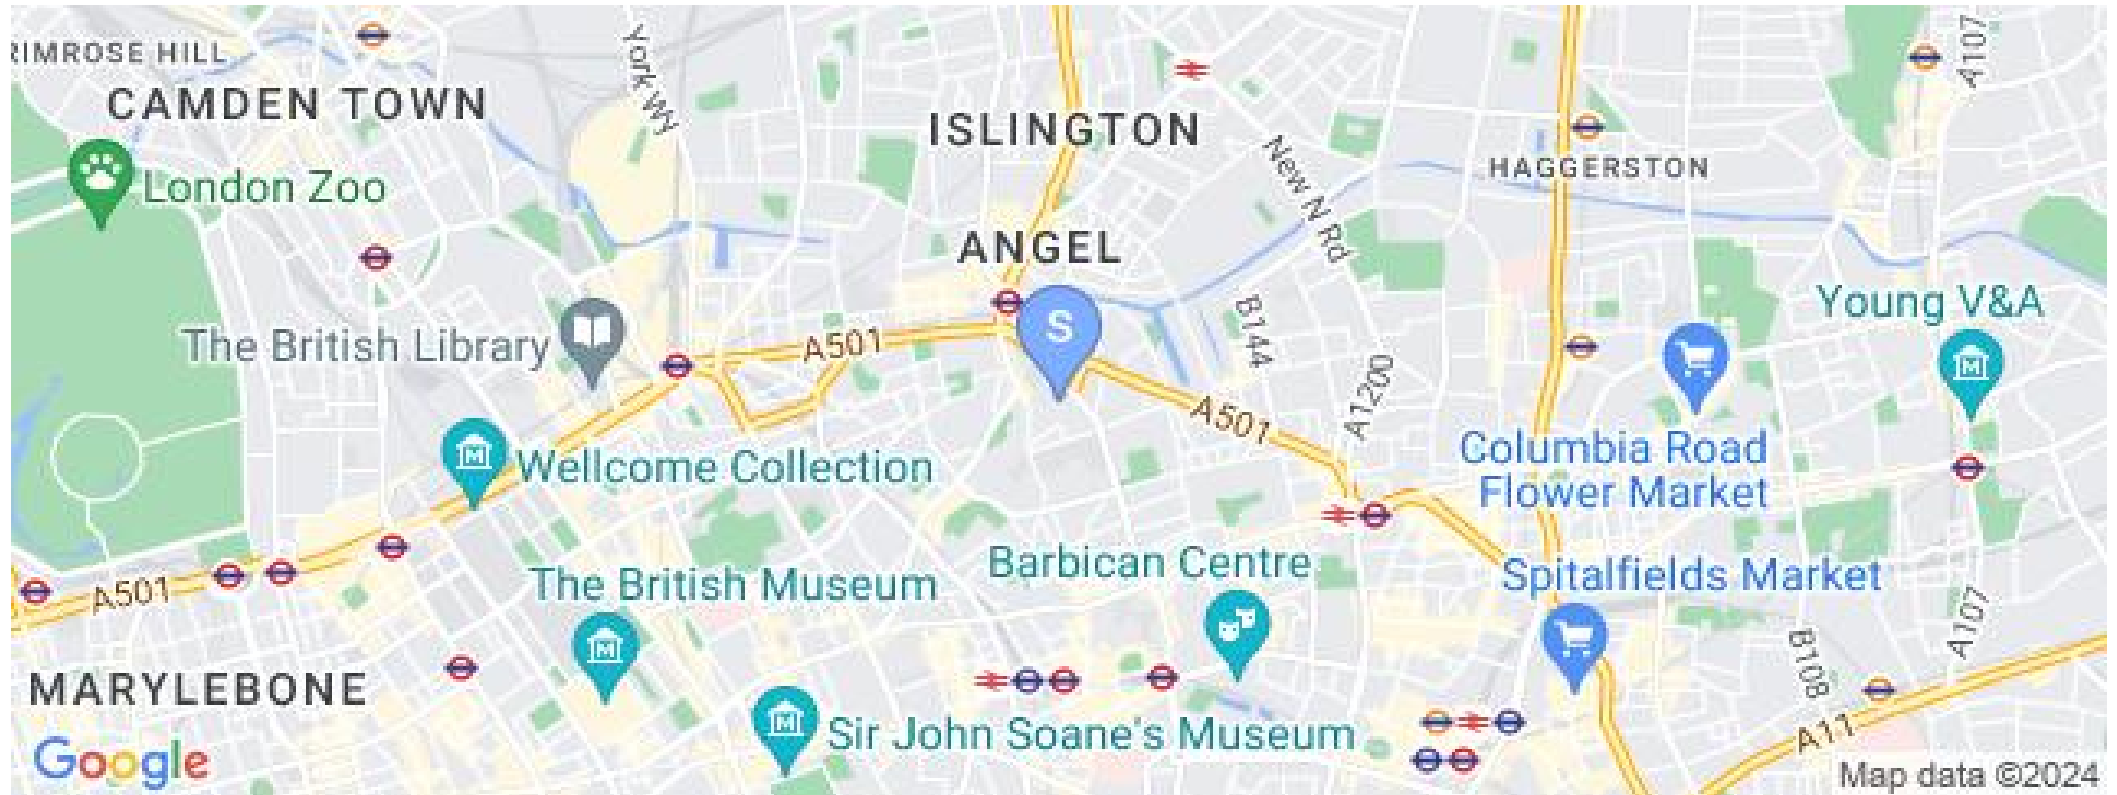 York Wy
A107
RIMROSE HILL
CAMDEN TOWN
ISLINGTON
New N Rd
HAGGERSTON
London Zoo
ANGEL
S
The British Library
A501
B144
Young V&A
A1200
A501
Wellcome Collection
Columbia Road
Flower Market
A501
The British Museum
Barbican Centre
Spitalfields Market
A107
B108
MARYLEBONE
Sir John Soane's Museum
A11
Google
Map data ©2024